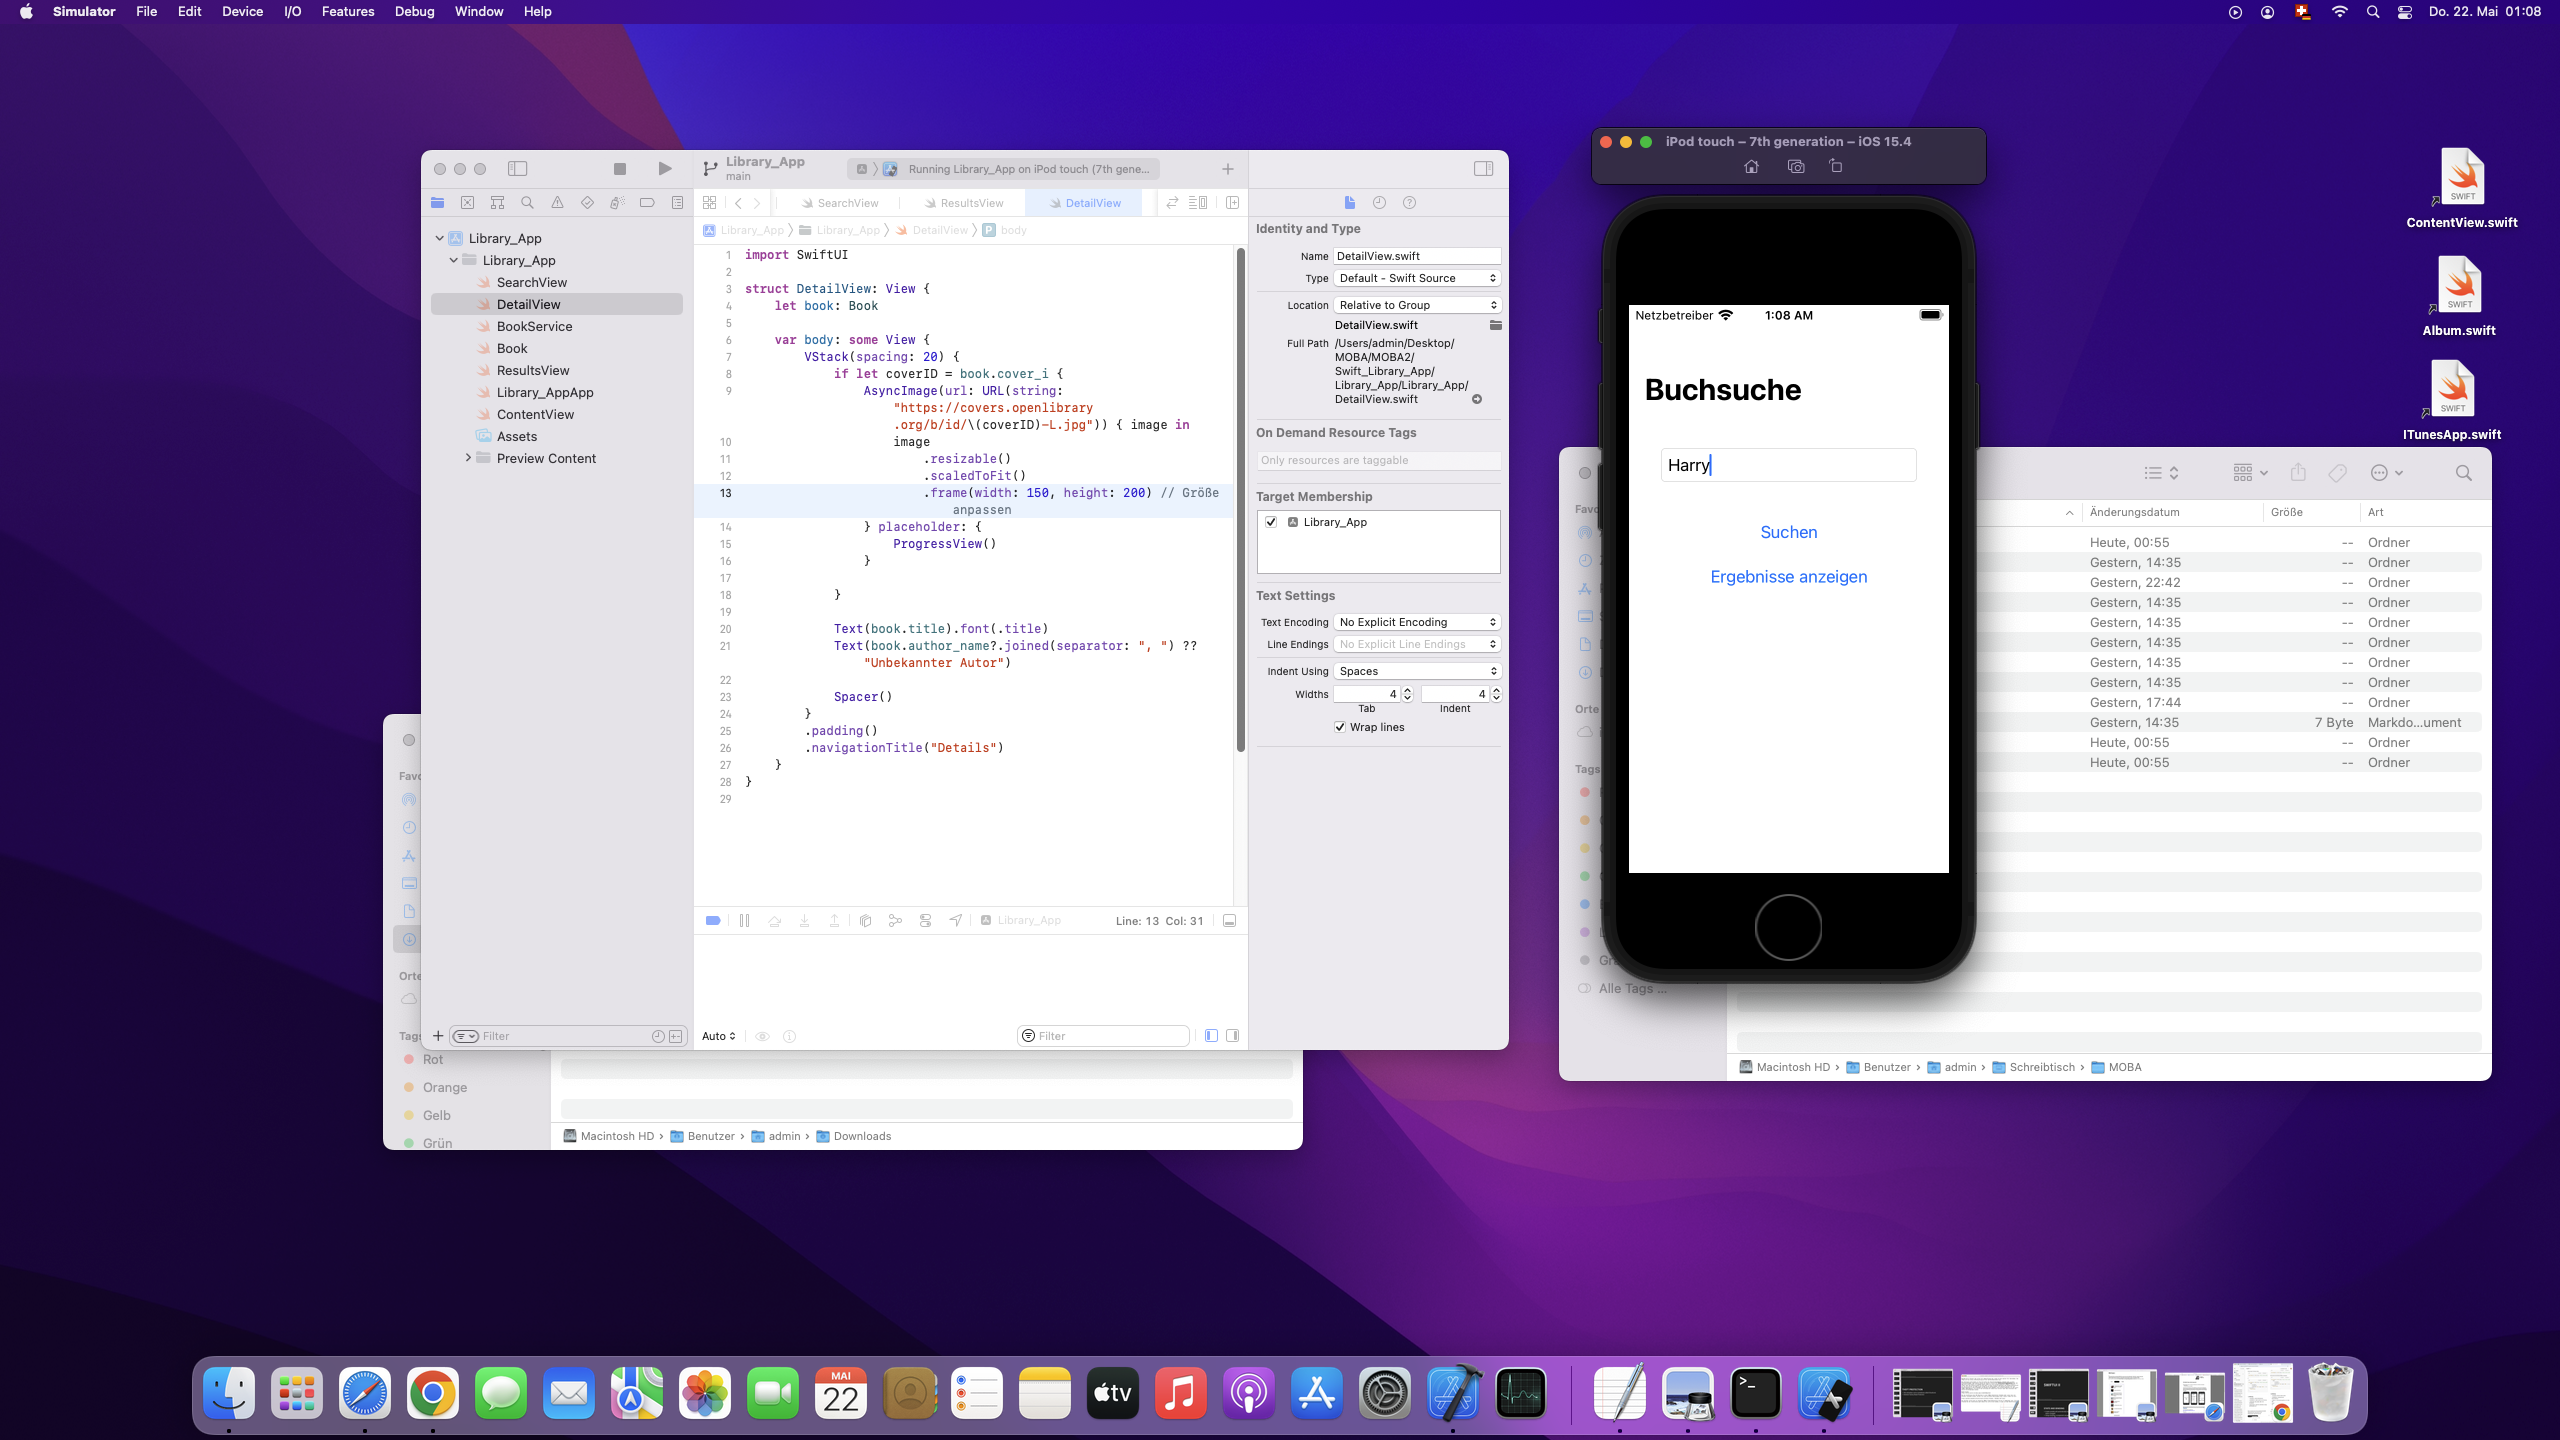 Simulator File Edit Device I/O Features Debug Window Help
Do. 22. Mai 01:08
Library_App
main
Running Library_App on iPod touch (7th gene...
SearchView
ResultsView
DetailView
Library_App
Library_App
DetailView
P body
Library_App
Library_App
SearchView
DetailView
BookService
Book
ResultsView
Library_AppApp
ContentView
Assets
Preview Content
Filter
1 import SwiftUI
2
3 struct DetailView: View {
4 let book: Book
5
6 var body: some View {
7 VStack(spacing: 20) {
8 if let coverID = book.cover_i {
9 AsyncImage(url: URL(string:
"https://covers.openlibrary
.org/b/id/\(coverID)-L.jpg")) { image in
10 image
11 .resizable()
12 .scaledToFit()
13 .frame(width: 150, height: 200) // Größe
anpassen
14 } placeholder: {
15 ProgressView()
16 }
17
18 }
19
20 Text(book.title).font(.title)
21 Text(book.author_name?.joined(separator: ", ") ??
"Unbekannter Autor")
22
23 Spacer()
24 }
25 .padding()
26 .navigationTitle("Details")
27 }
28 }
29
Library_App
Line: 13 Col: 31
Auto
Filter
Identity and Type
Name DetailView.swift
Type Default - Swift Source
Location Relative to Group
DetailView.swift
Full Path /Users/admin/Desktop/
MOBA/MOBA2/
Swift_Library_App/
Library_App/Library_App/
DetailView.swift
On Demand Resource Tags
Only resources are taggable
Target Membership
Library_App
Text Settings
Text Encoding No Explicit Encoding
Line Endings No Explicit Line Endings
Indent Using Spaces
Widths 4 4
Tab Indent
Wrap lines
iPod touch – 7th generation – iOS 15.4
Netzbetreiber 1:08 AM
Buchsuche
Harry
Suchen
Ergebnisse anzeigen
SWIFT
ContentView.swift
SWIFT
Album.swift
SWIFT
ITunesApp.swift
Änderungsdatum Größe Art
Heute, 00:55 -- Ordner
Gestern, 14:35 -- Ordner
Gestern, 22:42 -- Ordner
Gestern, 14:35 -- Ordner
Gestern, 14:35 -- Ordner
Gestern, 14:35 -- Ordner
Gestern, 14:35 -- Ordner
Gestern, 14:35 -- Ordner
Gestern, 17:44 -- Ordner
Gestern, 14:35 7 Byte Markdo...ument
Heute, 00:55 -- Ordner
Heute, 00:55 -- Ordner
Favo
Orte
Tags
Alle Tags ...
Macintosh HD › Benutzer › admin › Schreibtisch › MOBA
Favo
Orte
Tags
Rot
Orange
Gelb
Grün
Macintosh HD › Benutzer › admin › Downloads
MAI
22
tv
>_